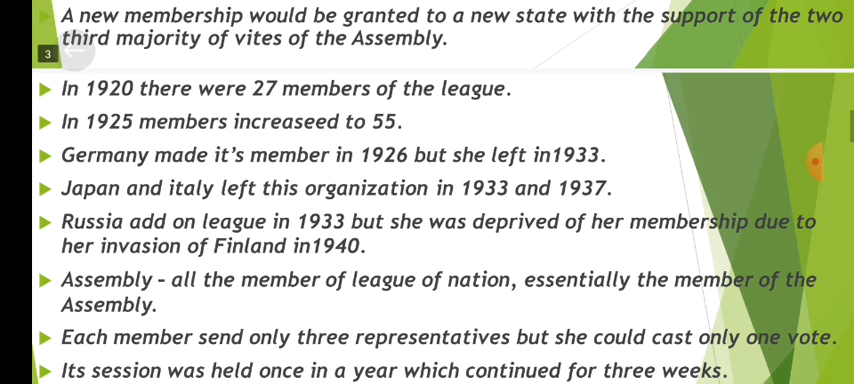 A new membership would be granted to a new state with the support of the two
third majority of vites of the Assembly.
3
In 1920 there were 27 members of the league.
In 1925 members increaseed to 55.
Germany made it's member in 1926 but she left in1933.
Japan and italy left this organization in 1933 and 1937.
Russia add on league in 1933 but she was deprived of her membership due to
her invasion of Finland in1940.
Assembly – all the member of league of nation, essentially the member of the
Assembly.
Each member send only three representatives but she could cast only one vote.
Its session was held once in a year which continued for three weeks.